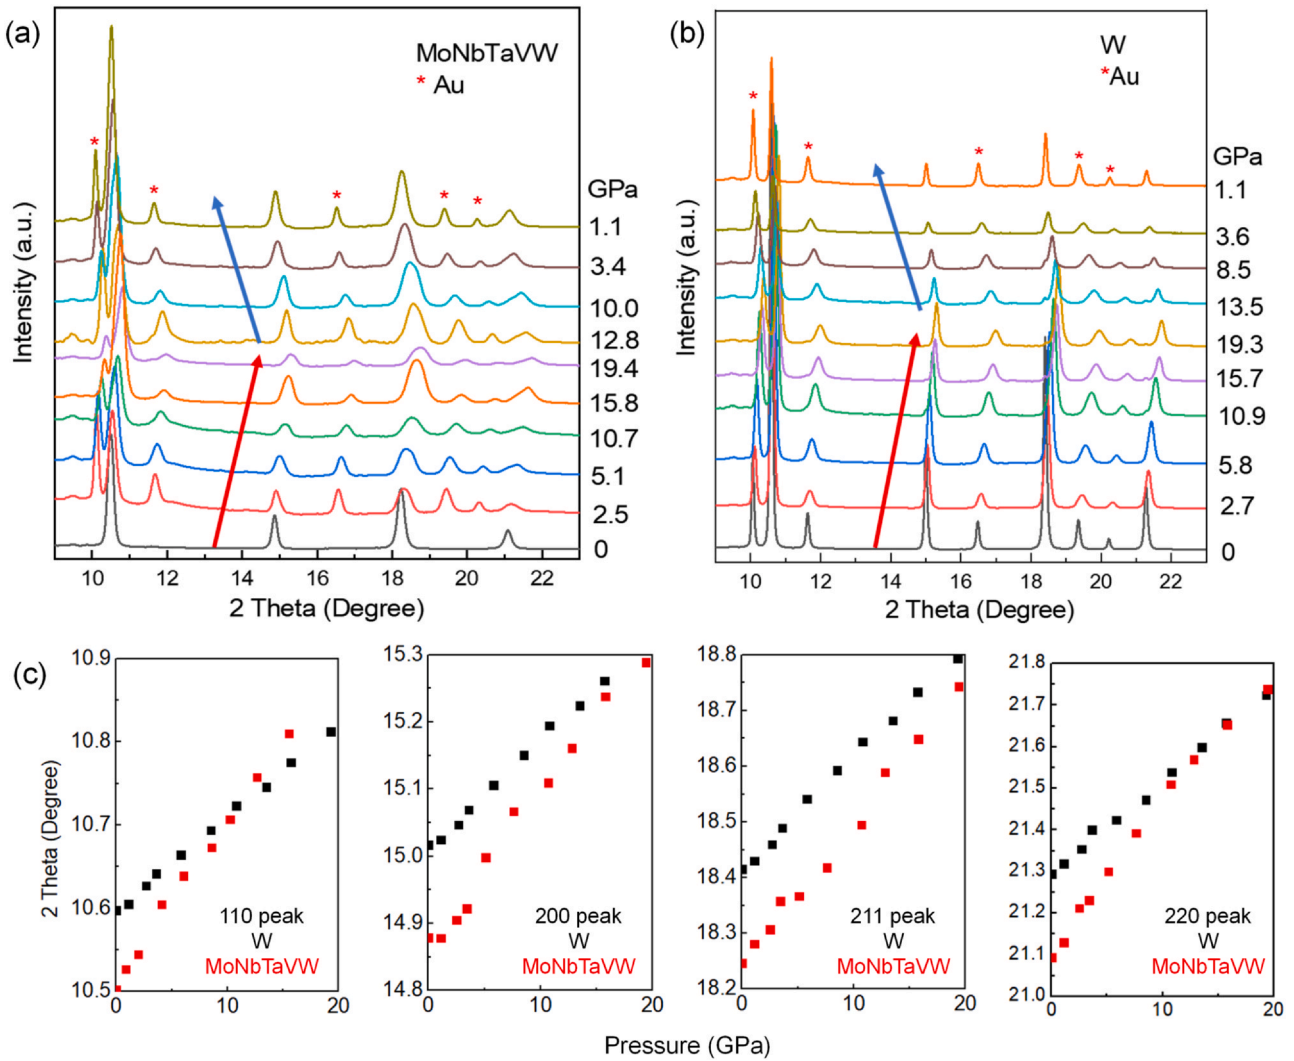 (a)
MoNbTaVW
* Au
*
*
*
*
*
GPa
1.1
3.4
10.0
12.8
19.4
15.8
10.7
5.1
2.5
0
Intensity (a.u.)
10 12 14 16 18 20 22
2 Theta (Degree)
(b)
W
*Au
*
*
*
*
*
GPa
1.1
3.6
8.5
13.5
19.3
15.7
10.9
5.8
2.7
0
Intensity (a.u.)
10 12 14 16 18 20 22
2 Theta (Degree)
(c)
2 Theta (Degree)
10.9
10.8
10.7
10.6
10.5
0 10 20
110 peak
W
MoNbTaVW
15.3
15.2
15.1
15.0
14.9
14.8
0 10 20
200 peak
W
MoNbTaVW
18.8
18.7
18.6
18.5
18.4
18.3
18.2
0 10 20
211 peak
W
MoNbTaVW
21.8
21.7
21.6
21.5
21.4
21.3
21.2
21.1
21.0
0 10 20
220 peak
W
MoNbTaVW
Pressure (GPa)